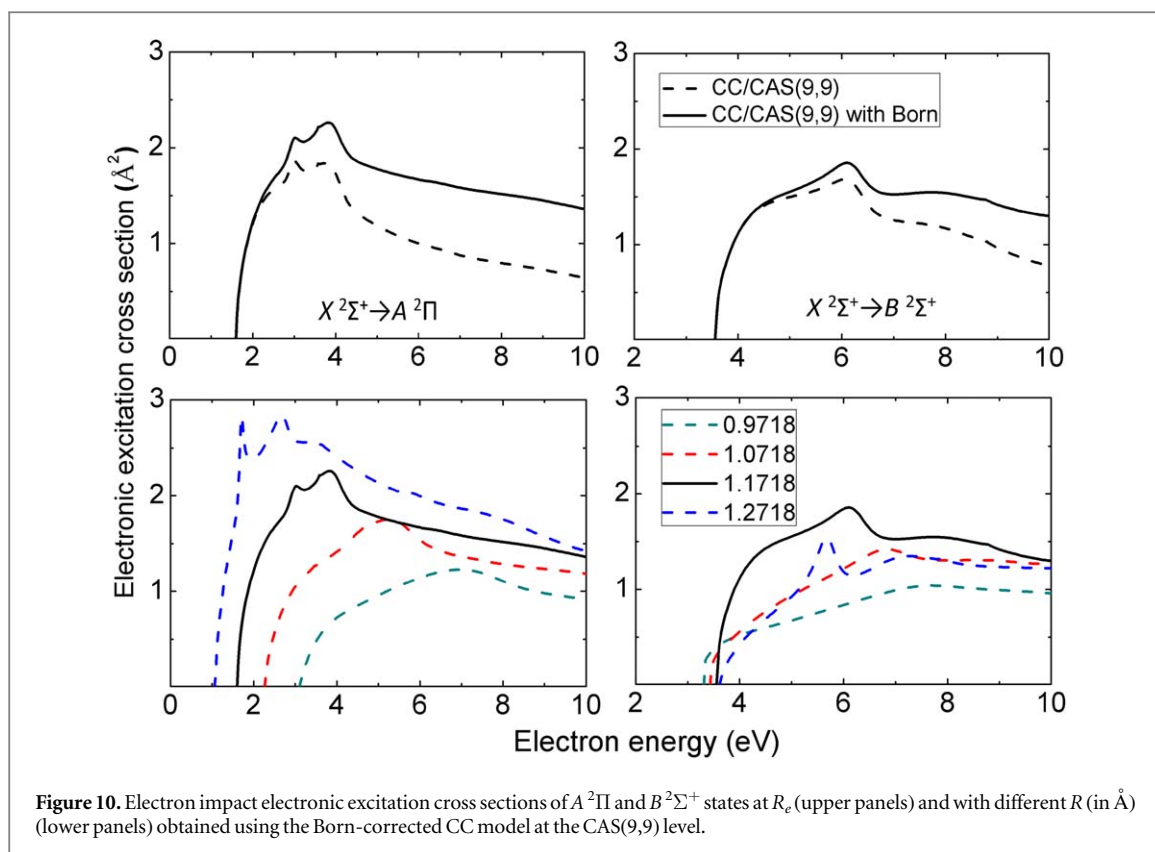 Electronic excitation cross section (Å²)
3
2
1
0 2 4 6 8 10
X ²Σ⁺→A ²Π
3
2
1
2 4 6 8 10
CC/CAS(9,9)
CC/CAS(9,9) with Born
X ²Σ⁺→B ²Σ⁺
3
2
1
0 2 4 6 8 10
3
2
1
2 4 6 8 10
0.9718
1.0718
1.1718
1.2718
Electron energy (eV)
Figure 10. Electron impact electronic excitation cross sections of A ²Π and B ²Σ⁺ states at Rₑ (upper panels) and with different R (in Å)
(lower panels) obtained using the Born-corrected CC model at the CAS(9,9) level.